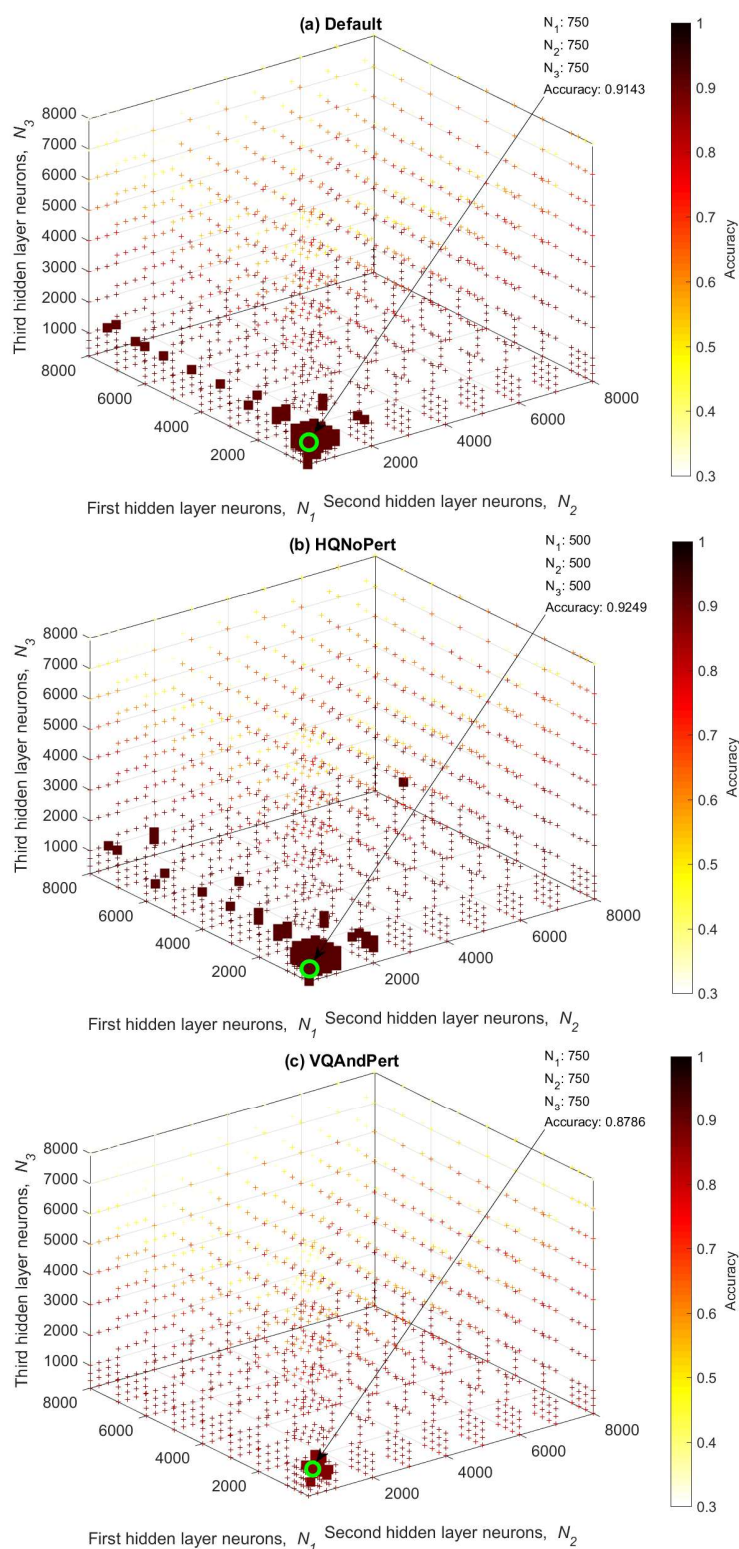 (a) Default
N1: 750
N2: 750
N3: 750
Accuracy: 0.9143
Third hidden layer neurons, N3
8000
7000
6000
5000
4000
3000
2000
1000
8000
6000
4000
2000
2000
4000
6000
8000
First hidden layer neurons, N1
Second hidden layer neurons, N2
1
0.9
0.8
0.7
0.6
0.5
0.4
0.3
Accuracy
(b) HQNoPert
N1: 500
N2: 500
N3: 500
Accuracy: 0.9249
Third hidden layer neurons, N3
8000
7000
6000
5000
4000
3000
2000
1000
8000
6000
4000
2000
2000
4000
6000
8000
First hidden layer neurons, N1
Second hidden layer neurons, N2
1
0.9
0.8
0.7
0.6
0.5
0.4
0.3
Accuracy
(c) VQAndPert
N1: 750
N2: 750
N3: 750
Accuracy: 0.8786
Third hidden layer neurons, N3
8000
7000
6000
5000
4000
3000
2000
1000
8000
6000
4000
2000
2000
4000
6000
8000
First hidden layer neurons, N1
Second hidden layer neurons, N2
1
0.9
0.8
0.7
0.6
0.5
0.4
0.3
Accuracy